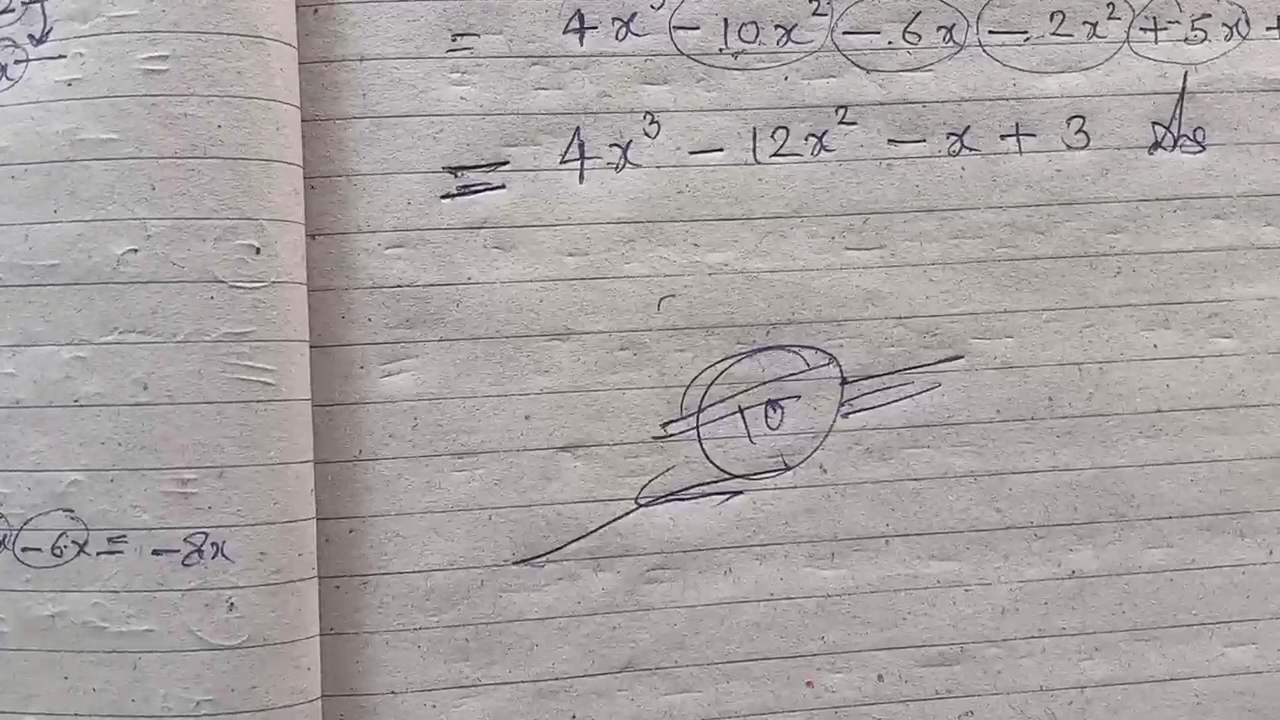 = 4x³ - 10x² - 6x - 2x² + 5x +
= 4x³ - 12x² - x + 3 Ans
10
- 6x = - 8x